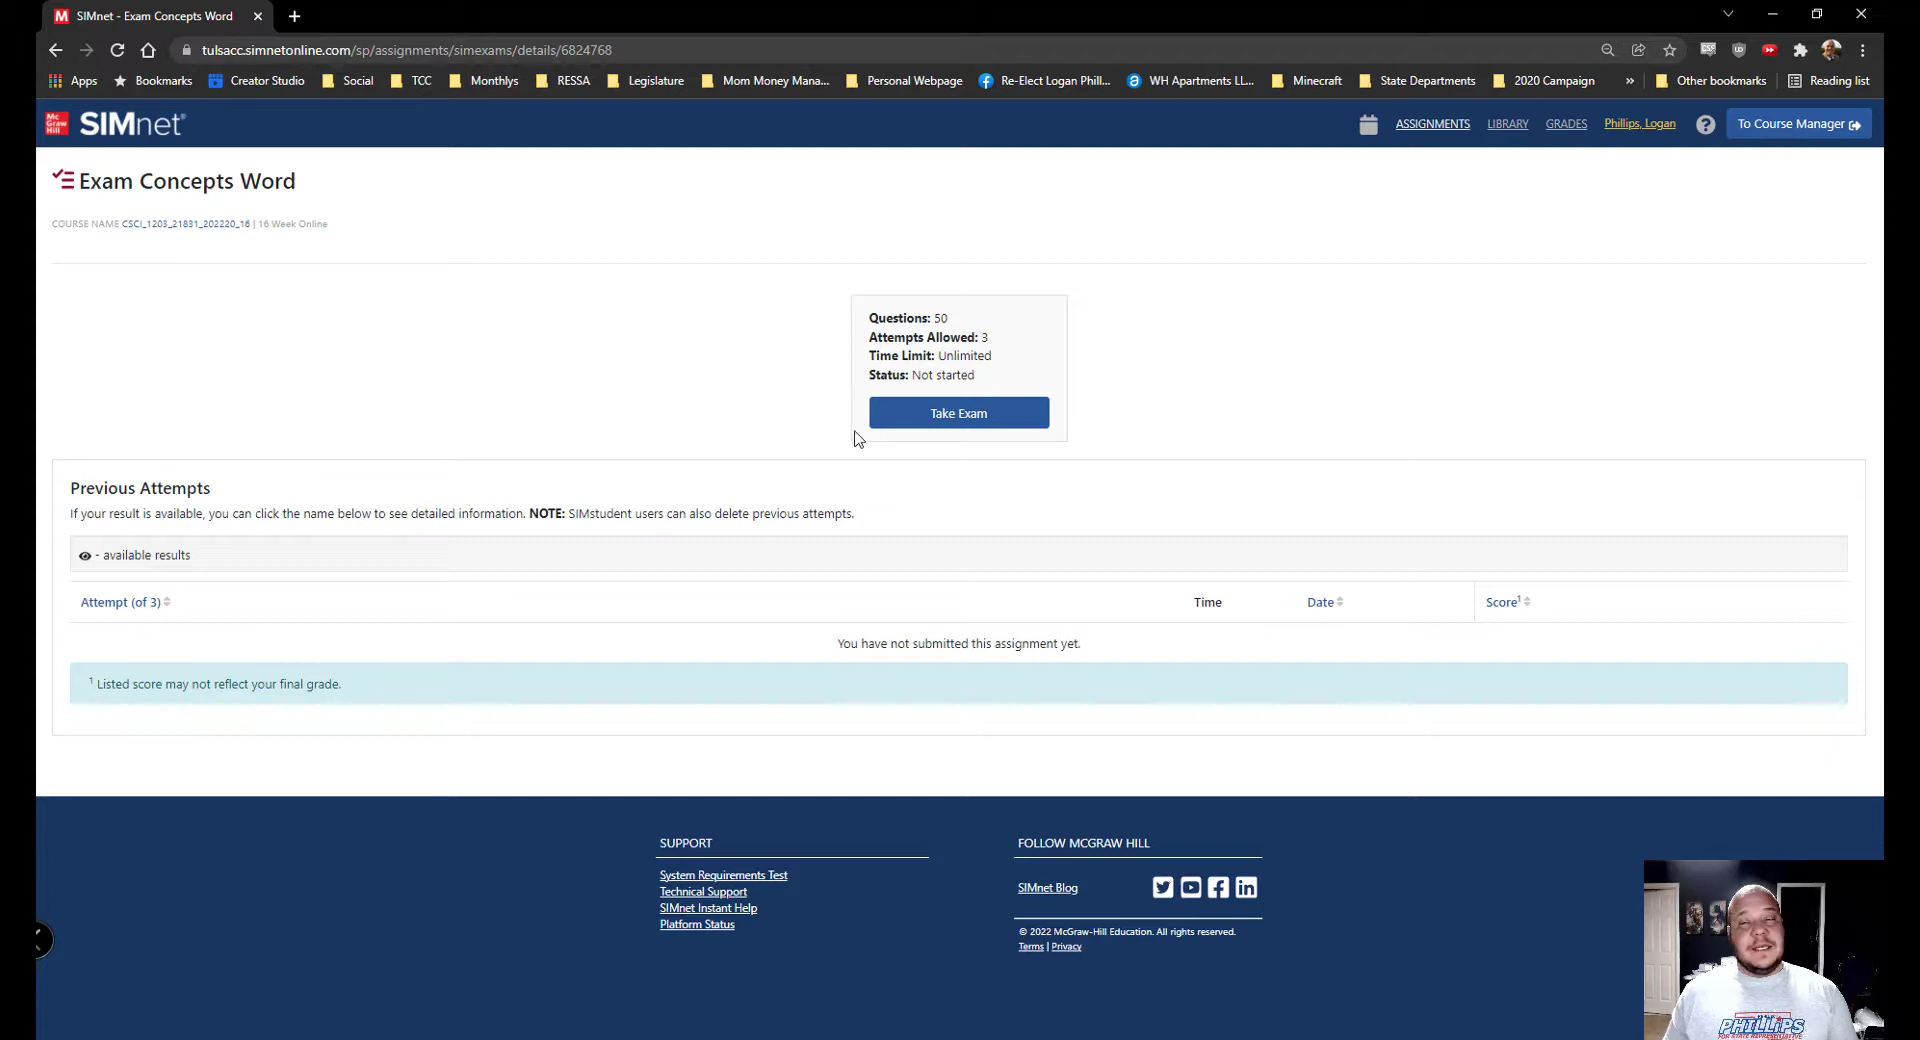 SIMnet - Exam Concepts Word
tulsacc.simnetonline.com/sp/assignments/simexams/details/6824768
Apps Bookmarks Creator Studio Social TCC Monthlys RESSA Legislature Mom Money Mana... Personal Webpage Re-Elect Logan Phill... WH Apartments LL... Minecraft State Departments 2020 Campaign » Other bookmarks Reading list
Mc Graw Hill SIMnet® ASSIGNMENTS LIBRARY GRADES Phillips, Logan ? To Course Manager
Exam Concepts Word
COURSE NAME CSCI_1203_21831_202220_16 | 16 Week Online
Questions: 50
Attempts Allowed: 3
Time Limit: Unlimited
Status: Not started
Take Exam
Previous Attempts
If your result is available, you can click the name below to see detailed information. NOTE: SIMstudent users can also delete previous attempts.
- available results
Attempt (of 3) Time Date Score¹
You have not submitted this assignment yet.
¹ Listed score may not reflect your final grade.
SUPPORT
System Requirements Test
Technical Support
SIMnet Instant Help
Platform Status
FOLLOW MCGRAW HILL
SIMnet Blog
© 2022 McGraw-Hill Education. All rights reserved.
Terms | Privacy
PHILLIPS
FOR STATE REPRESENTATIVE